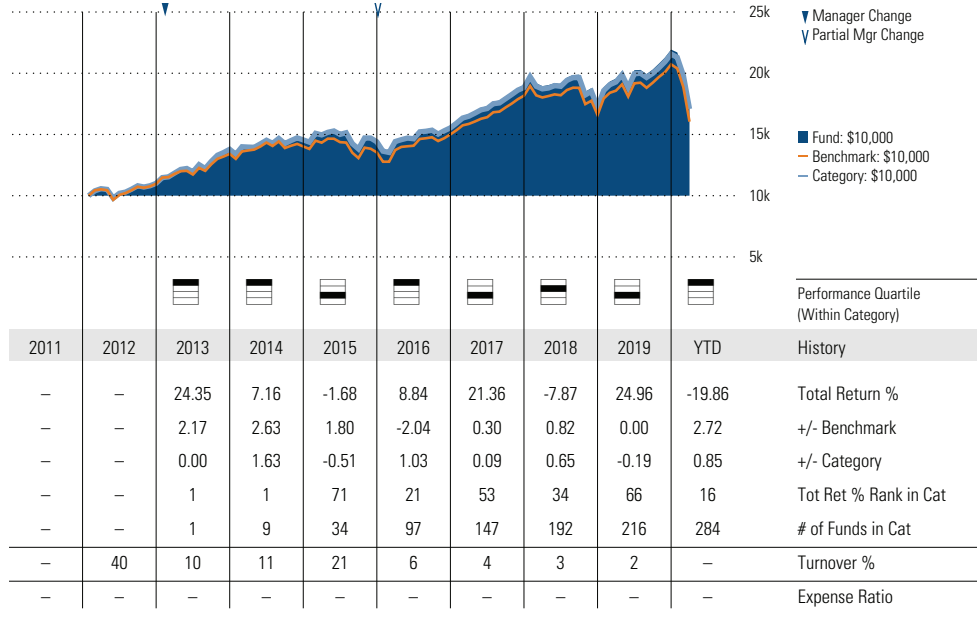 25k
20k
15k
10k
5k
Manager Change
Partial Mgr Change
Fund: $10,000
Benchmark: $10,000
Category: $10,000
Performance Quartile
(Within Category)
2011 2012 2013 2014 2015 2016 2017 2018 2019 YTD History
– – 24.35 7.16 -1.68 8.84 21.36 -7.87 24.96 -19.86 Total Return %
– – 2.17 2.63 1.80 -2.04 0.30 0.82 0.00 2.72 +/- Benchmark
– – 0.00 1.63 -0.51 1.03 0.09 0.65 -0.19 0.85 +/- Category
– – 1 1 71 21 53 34 66 16 Tot Ret % Rank in Cat
– – 1 9 34 97 147 192 216 284 # of Funds in Cat
– 40 10 11 21 6 4 3 2 – Turnover %
– – – – – – – – – – Expense Ratio